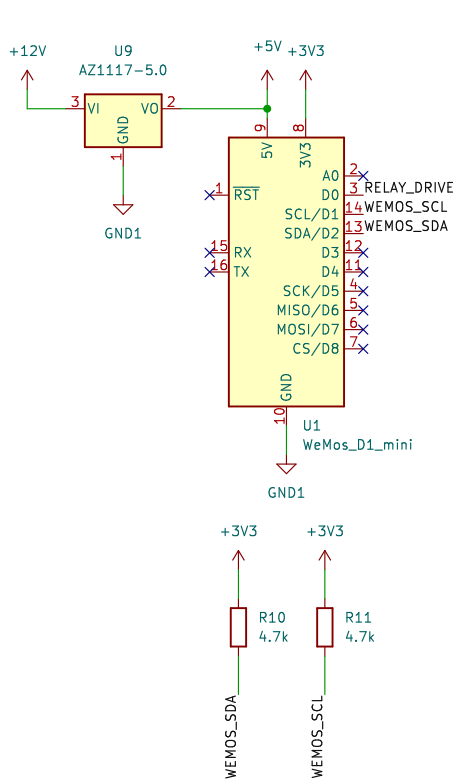 +12V
U9
AZ1117-5.0
3 VI VO 2
GND
1
GND1
+5V +3V3
9 8
5V 3V3
A0 2
1 RST D0 3 RELAY_DRIVE
SCL/D1 14 WEMOS_SCL
SDA/D2 13 WEMOS_SDA
15 RX D3 12
16 TX D4 11
SCK/D5 4
MISO/D6 5
MOSI/D7 6
CS/D8 7
GND
10
U1
WeMos_D1_mini
GND1
+3V3 +3V3
R10 R11
4.7k 4.7k
WEMOS_SDA WEMOS_SCL